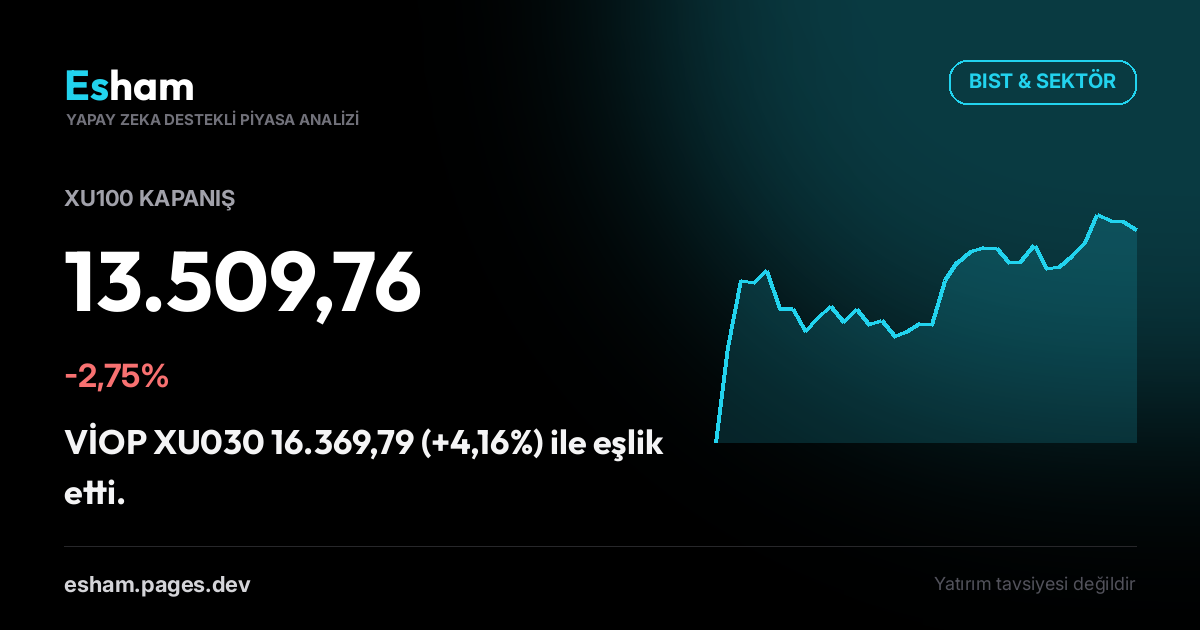 Esham
YAPAY ZEKA DESTEKLİ PİYASA ANALİZİ
BIST & SEKTÖR
XU100 KAPANIŞ
13.509,76
-2,75%
VİOP XU030 16.369,79 (+4,16%) ile eşlik
etti.
esham.pages.dev
Yatırım tavsiyesi değildir